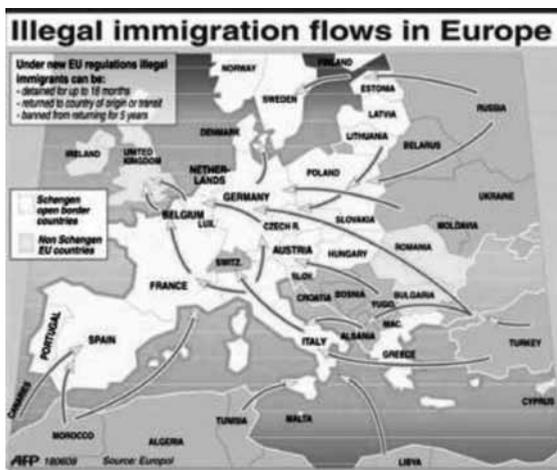 Illegal immigration flows in Europe
Under new EU regulations illegal
immigrants can be:
- detained for up to 18 months
- returned to country of origin or transit
- banned from returning for 5 years
NORWAY
FINLAND
SWEDEN
ESTONIA
RUSSIA
LATVIA
DENMARK
LITHUANIA
BELARUS
IRELAND
UNITED
KINGDOM
NETHER-
LANDS
POLAND
GERMANY
UKRAINE
Schengen
open border
countries
BELGIUM
LUX.
CZECH R.
SLOVAKIA
MOLDAVIA
Non Schengen
EU countries
AUSTRIA
HUNGARY
ROMANIA
SWITZ.
SLOV.
FRANCE
CROATIA
BOSNIA
YUGO.
BULGARIA
PORTUGAL
SPAIN
ITALY
ALBANIA
MAC.
GREECE
TURKEY
CANARIES
TUNISIA
MALTA
CYPRUS
MOROCCO
ALGERIA
LIBYA
AFP 180608 Source: Europol